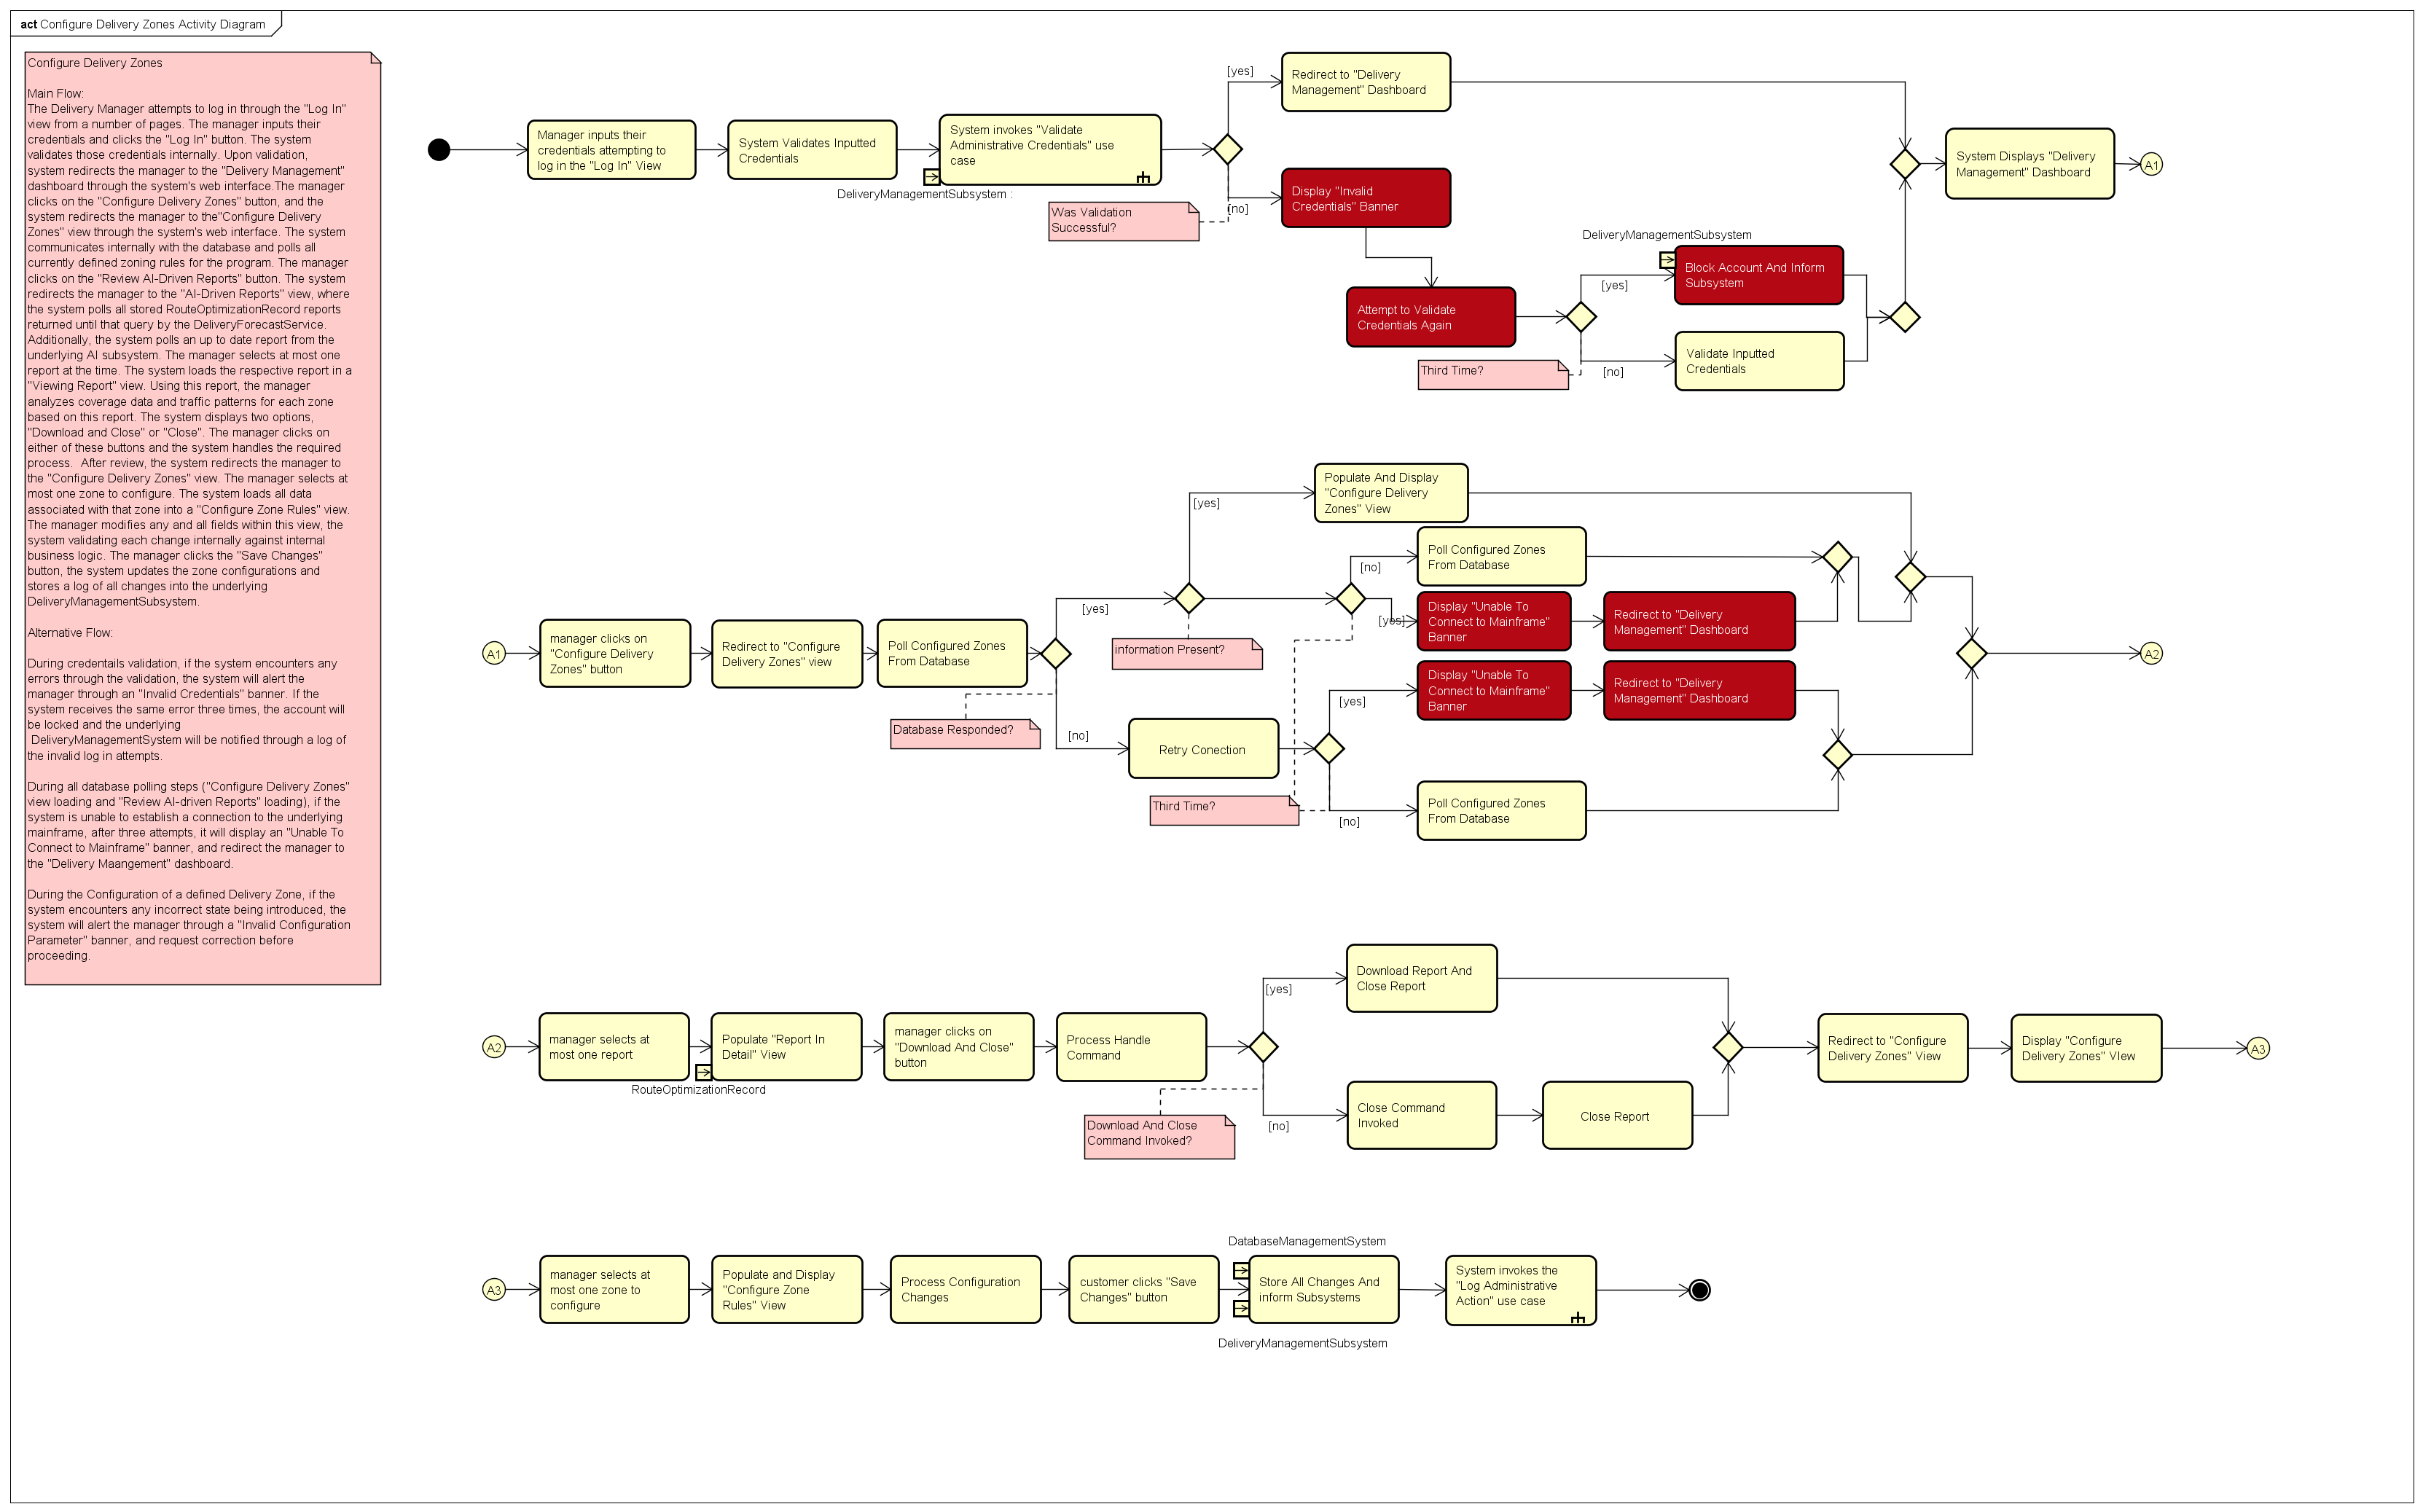 act Configure Delivery Zones Activity Diagram
Configure Delivery Zones
Main Flow:
The Delivery Manager attempts to log in through the "Log In"
view from a number of pages. The manager inputs their
credentials and clicks the "Log In" button. The system
validates those credentials internally. Upon validation,
system redirects the manager to the "Delivery Management"
dashboard through the system's web interface.The manager
clicks on the "Configure Delivery Zones" button, and the
system redirects the manager to the"Configure Delivery
Zones" view through the system's web interface. The system
communicates internally with the database and polls all
currently defined zoning rules for the program. The manager
clicks on the "Review AI-Driven Reports" button. The system
redirects the manager to the "AI-Driven Reports" view, where
the system polls all stored RouteOptimizationRecord reports
returned until that query by the DeliveryForecastService.
Additionally, the system polls an up to date report from the
underlying AI subsystem. The manager selects at most one
report at the time. The system loads the respective report in a
"Viewing Report" view. Using this report, the manager
analyzes coverage data and traffic patterns for each zone
based on this report. The system displays two options,
"Download and Close" or "Close". The manager clicks on
either of these buttons and the system handles the required
process.  After review, the system redirects the manager to
the "Configure Delivery Zones" view. The manager selects at
most one zone to configure. The system loads all data
associated with that zone into a "Configure Zone Rules" view.
The manager modifies any and all fields within this view, the
system validating each change internally against internal
business logic. The manager clicks the "Save Changes"
button, the system updates the zone configurations and
stores a log of all changes into the underlying
DeliveryManagementSubsystem.
Alternative Flow:
During credentails validation, if the system encounters any
errors through the validation, the system will alert the
manager through an "Invalid Credentials" banner. If the
system receives the same error three times, the account will
be locked and the underlying
DeliveryManagementSystem will be notified through a log of
the invalid log in attempts.
During all database polling steps ("Configure Delivery Zones"
view loading and "Review AI-driven Reports" loading), if the
system is unable to establish a connection to the underlying
mainframe, after three attempts, it will display an "Unable To
Connect to Mainframe" banner, and redirect the manager to
the "Delivery Maangement" dashboard.
During the Configuration of a defined Delivery Zone, if the
system encounters any incorrect state being introduced, the
system will alert the manager through a "Invalid Configuration
Parameter" banner, and request correction before
proceeding.
Manager inputs their
credentials attempting to
log in the "Log In" View
System Validates Inputted
Credentials
System invokes "Validate
Administrative Credentials" use
case
DeliveryManagementSubsystem :
Was Validation
Successful?
[yes]
[no]
Redirect to "Delivery
Management" Dashboard
Display "Invalid
Credentials" Banner
Attempt to Validate
Credentials Again
Third Time?
[yes]
[no]
DeliveryManagementSubsystem
Block Account And Inform
Subsystem
Validate Inputted
Credentials
System Displays "Delivery
Management" Dashboard
A1
A1
manager clicks on
"Configure Delivery
Zones" button
Redirect to "Configure
Delivery Zones" view
Poll Configured Zones
From Database
Database Responded?
[yes]
[no]
information Present?
[yes]
Populate And Display
"Configure Delivery
Zones" View
[no]
Poll Configured Zones
From Database
[yes]
Display "Unable To
Connect to Mainframe"
Banner
Redirect to "Delivery
Management" Dashboard
Retry Conection
Third Time?
[yes]
Display "Unable To
Connect to Mainframe"
Banner
Redirect to "Delivery
Management" Dashboard
[no]
Poll Configured Zones
From Database
A2
A2
manager selects at
most one report
RouteOptimizationRecord
Populate "Report In
Detail" View
manager clicks on
"Download And Close"
button
Process Handle
Command
Download And Close
Command Invoked?
[yes]
Download Report And
Close Report
[no]
Close Command
Invoked
Close Report
Redirect to "Configure
Delivery Zones" View
Display "Configure
Delivery Zones" VIew
A3
A3
manager selects at
most one zone to
configure
Populate and Display
"Configure Zone
Rules" View
Process Configuration
Changes
customer clicks "Save
Changes" button
DatabaseManagementSystem
Store All Changes And
inform Subsystems
DeliveryManagementSubsystem
System invokes the
"Log Administrative
Action" use case